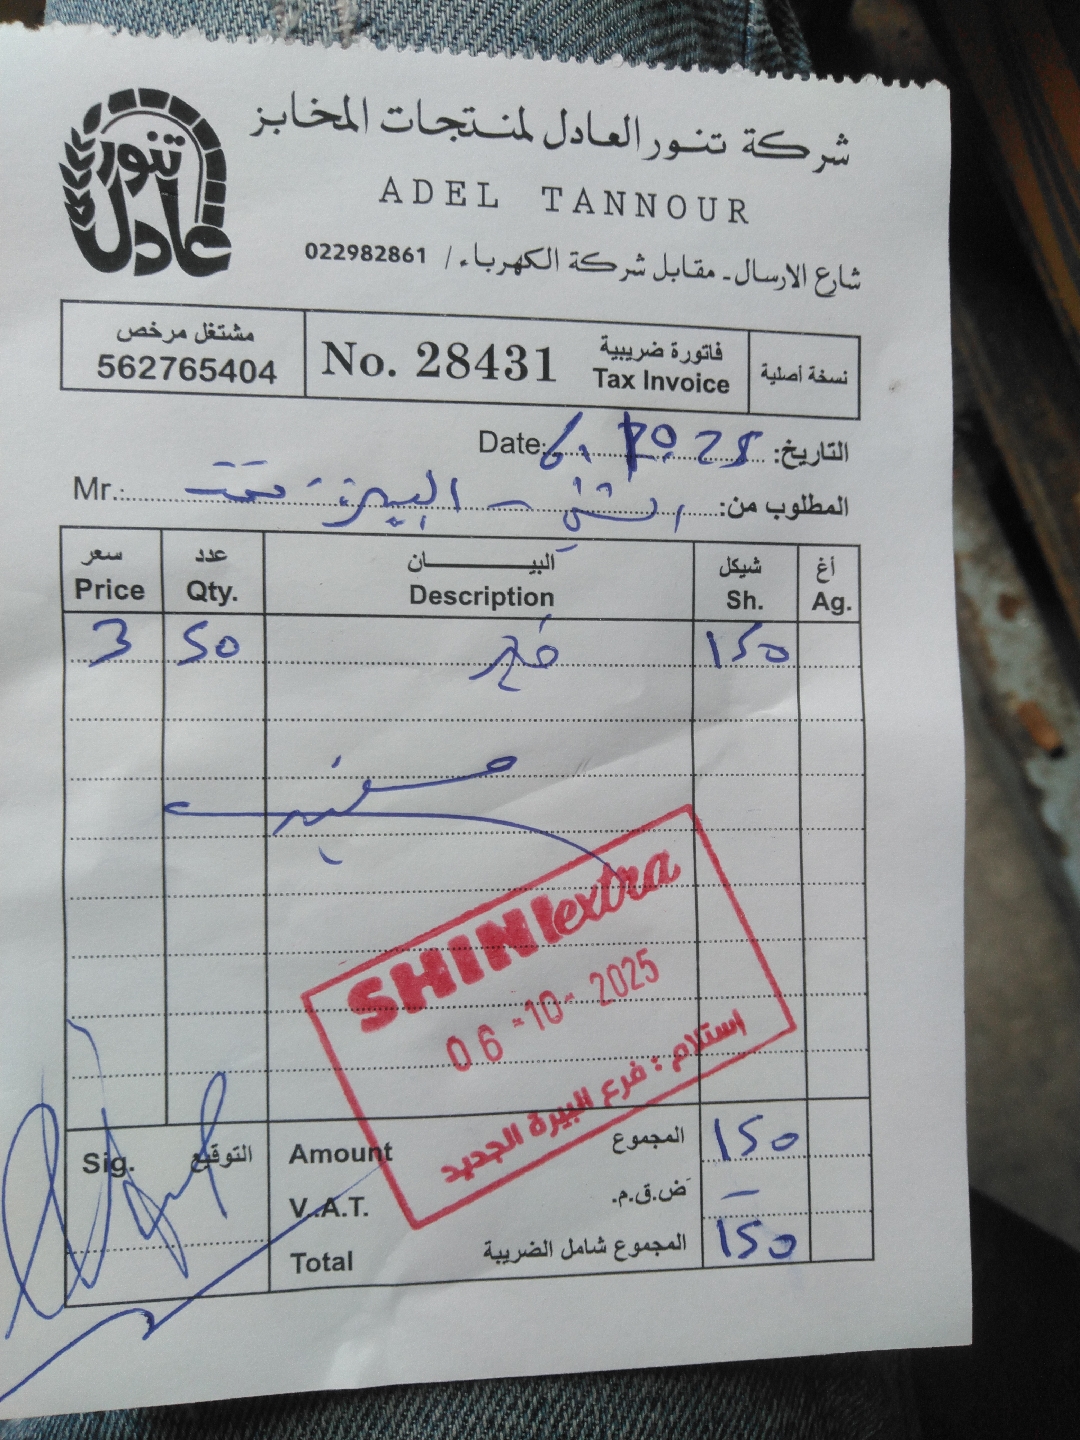 تنور
عادل
شركة تنور العادل لمنتجات المخابز
ADEL TANNOUR
شارع الارسال - مقابل شركة الكهرباء / 022982861
نسخة أصلية
فاتورة ضريبية
Tax Invoice
No. 28431
مشتغل مرخص
562765404
التاريخ: Date:
المطلوب من: Mr.:
سعر عدد البيـــــان شيكل أغ
Price Qty. Description Sh. Ag.
3 50 150
SHINI extra
06-10-2025
استلام : فرع البيرة الجديد
Amount المجموع 150
V.A.T. ض.ق.م. –
Total المجموع شامل الضريبة 150
Sig. التوقيع